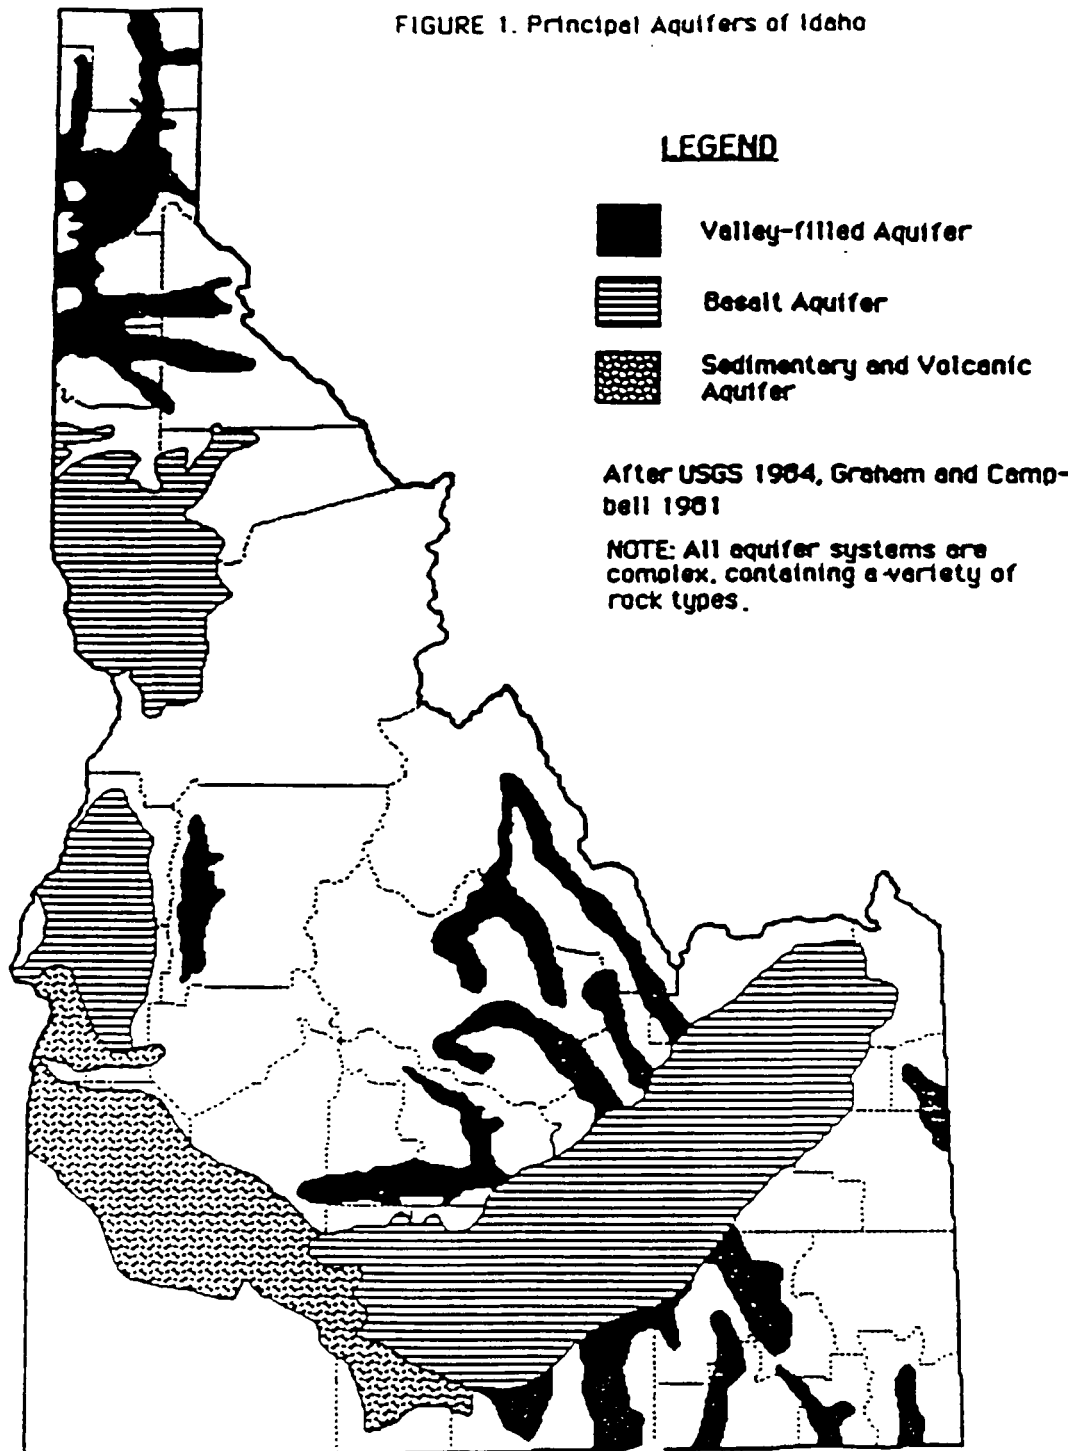 FIGURE 1. Principal Aquifers of Idaho
LEGEND
Valley-filled Aquifer
Basalt Aquifer
Sedimentary and Volcanic
Aquifer
After USGS 1984, Graham and Camp-
bell 1981
NOTE: All aquifer systems are
complex, containing a variety of
rock types.